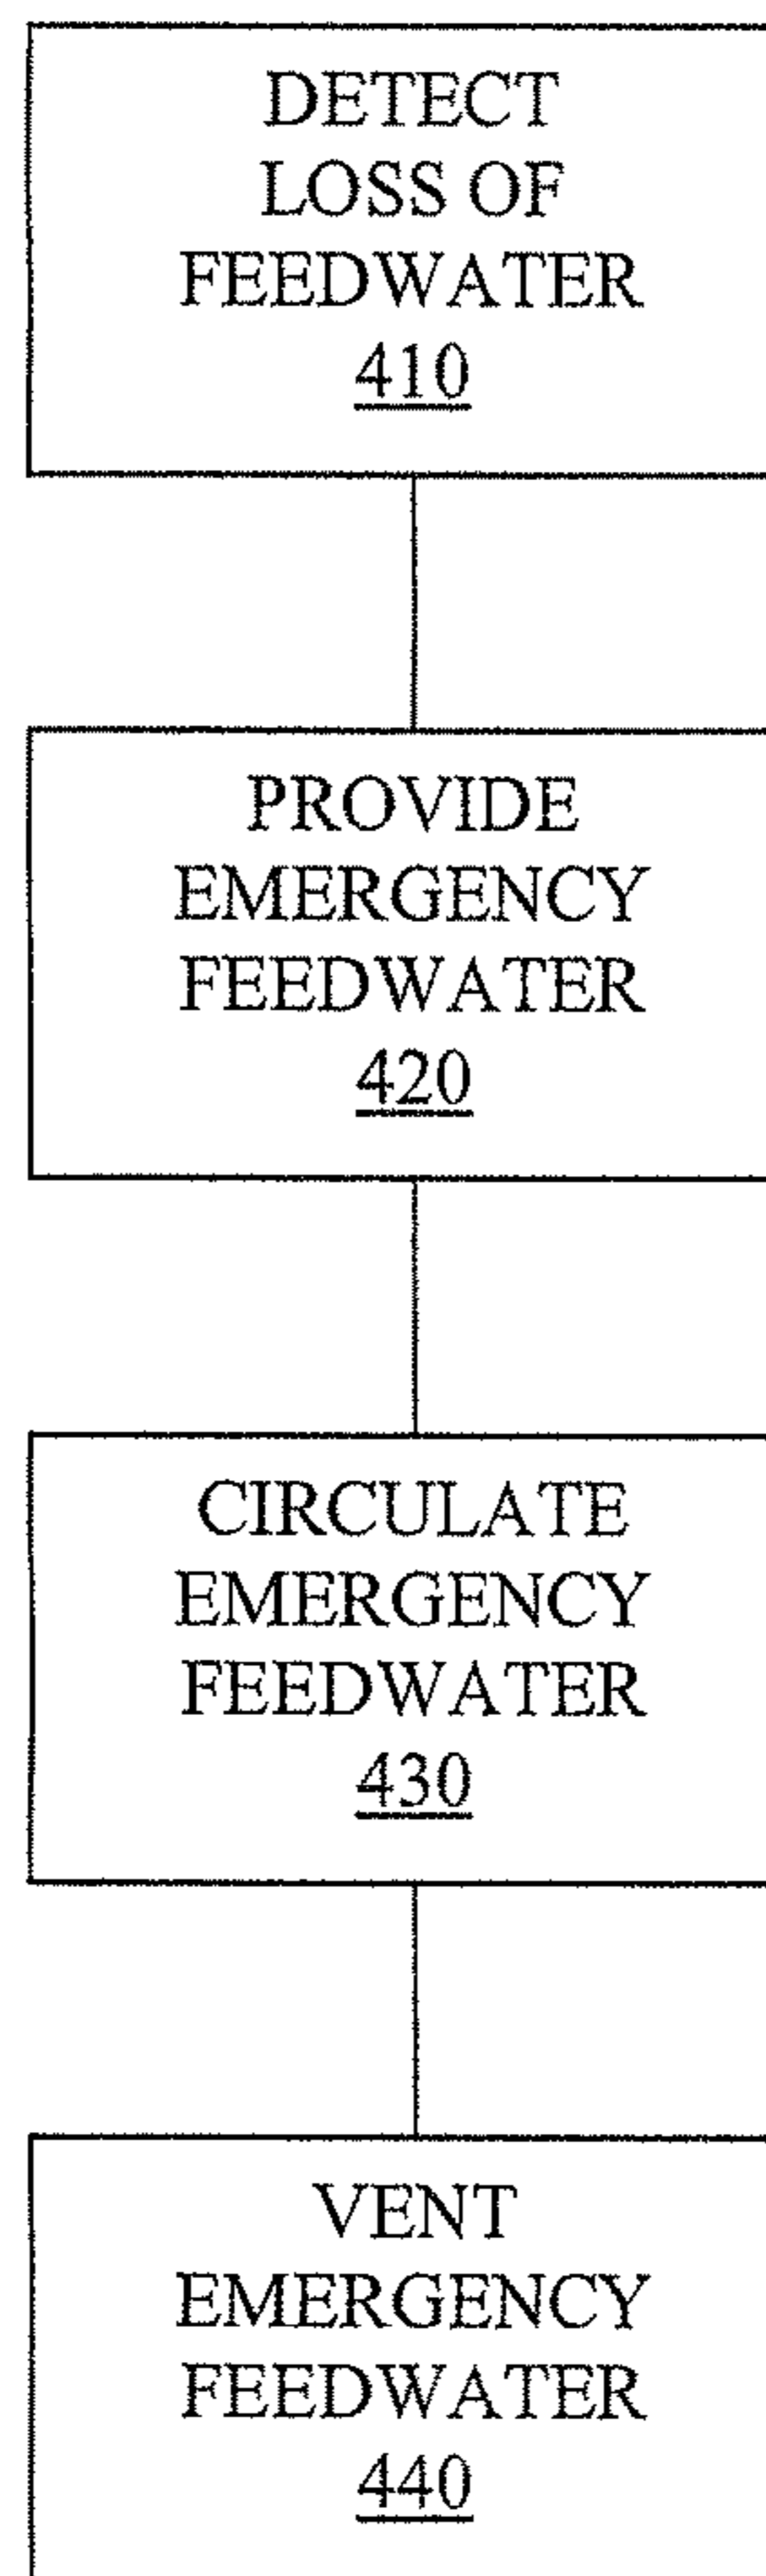 DETECT
LOSS OF
FEEDWATER
410
PROVIDE
EMERGENCY
FEEDWATER
420
CIRCULATE
EMERGENCY
FEEDWATER
430
VENT
EMERGENCY
FEEDWATER
440